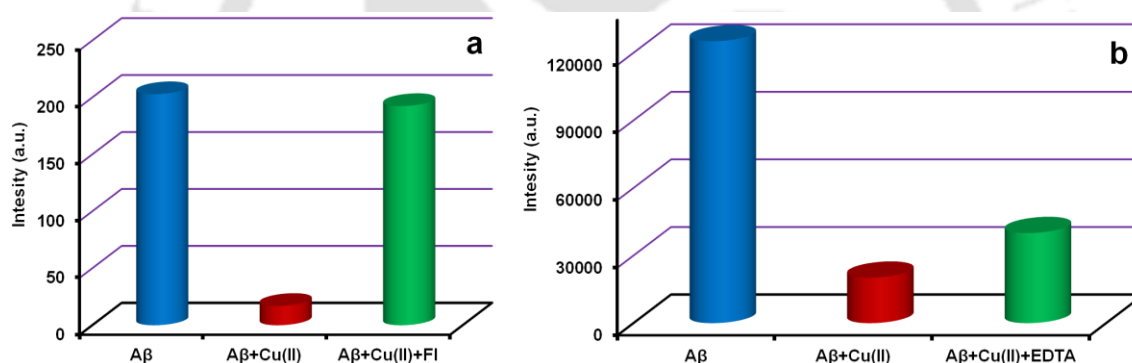 a
Intesity (a.u.)
250
200
150
100
50
0
Aβ
Aβ+Cu(II)
Aβ+Cu(II)+FI
b
Intesity (a.u.)
120000
90000
60000
30000
0
Aβ
Aβ+Cu(II)
Aβ+Cu(II)+EDTA